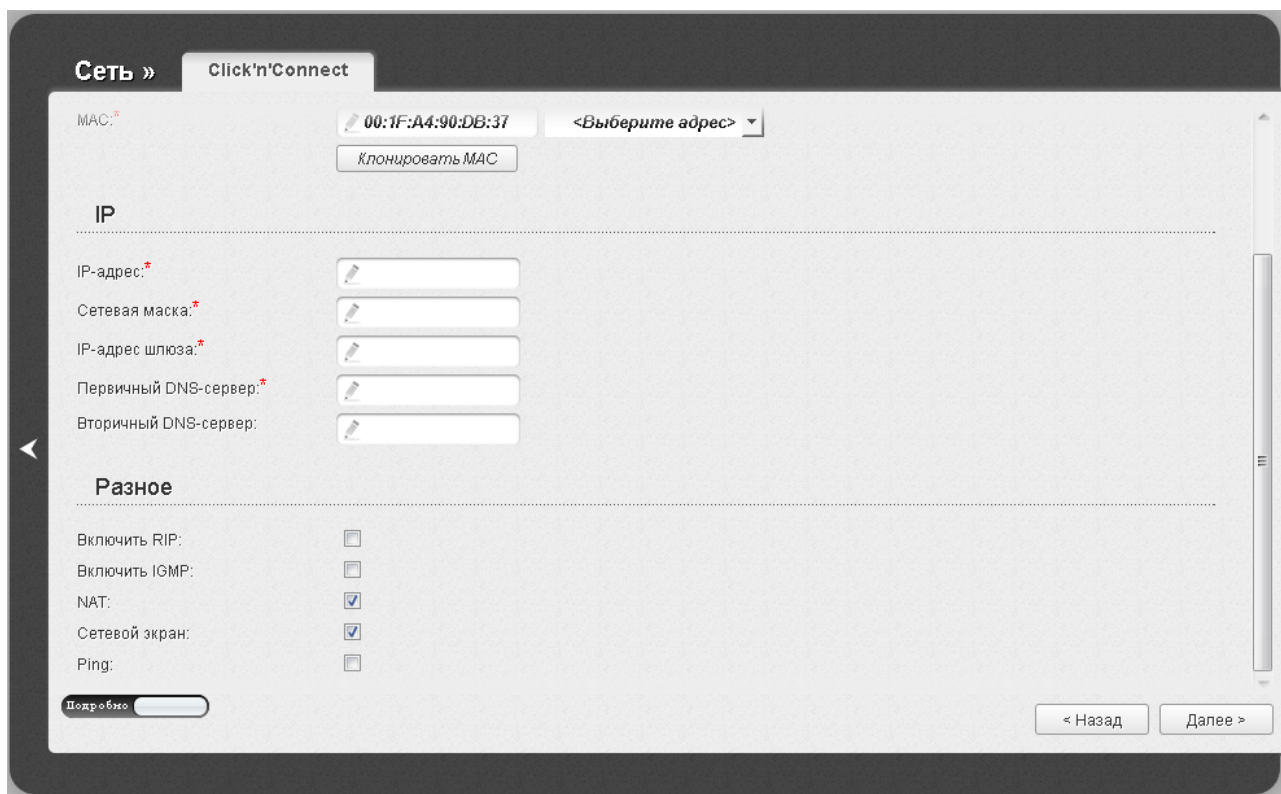 Сеть »
Click'n'Connect
MAC:* 00:1F:A4:90:DB:37 <Выберите адрес>
Клонировать MAC
IP
IP-адрес:*
Сетевая маска:*
IP-адрес шлюза:*
Первичный DNS-сервер:*
Вторичный DNS-сервер:
Разное
Включить RIP:
Включить IGMP:
NAT:
Сетевой экран:
Ping:
Подробно
< Назад Далее >